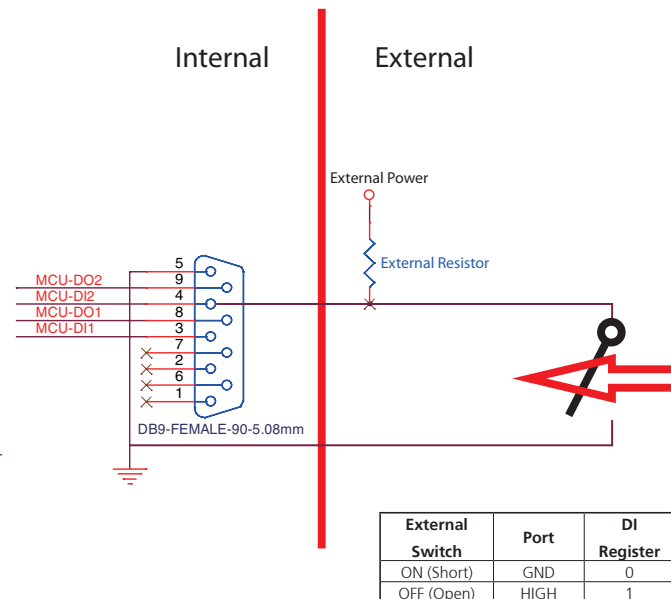 Internal
External
External Power
External Resistor
5
MCU-DO2 9
MCU-DI2 4
MCU-DO1 8
MCU-DI1 3
7
2
6
1
DB9-FEMALE-90-5.08mm
External Switch Port DI Register
ON (Short) GND 0
OFF (Open) HIGH 1